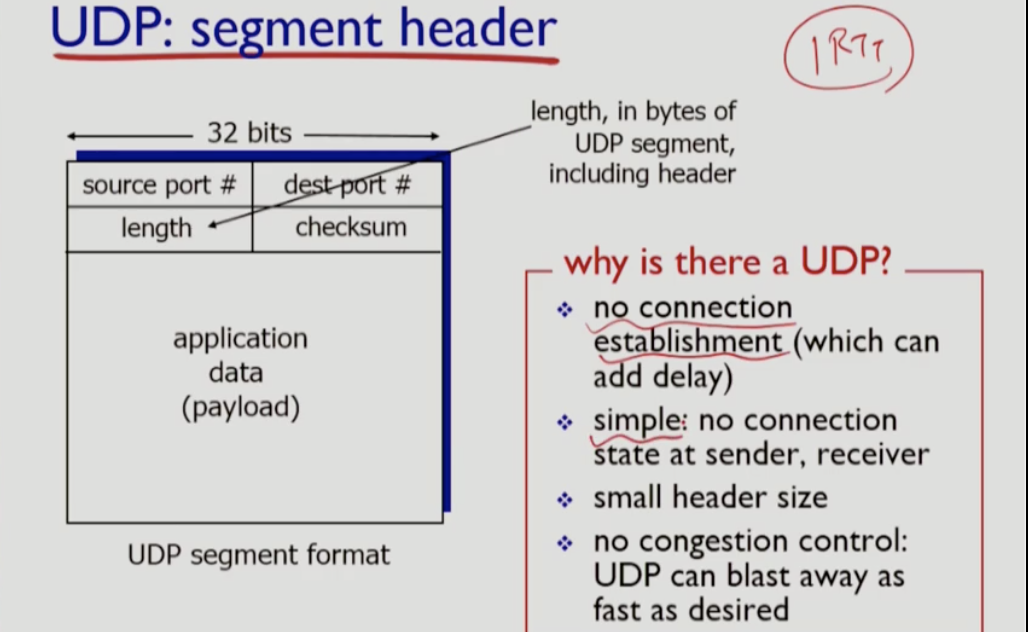 UDP: segment header
1 RTT
32 bits
length, in bytes of
UDP segment,
including header
source port #
dest port #
length
checksum
application
data
(payload)
UDP segment format
why is there a UDP?
no connection
establishment (which can
add delay)
simple: no connection
state at sender, receiver
small header size
no congestion control:
UDP can blast away as
fast as desired